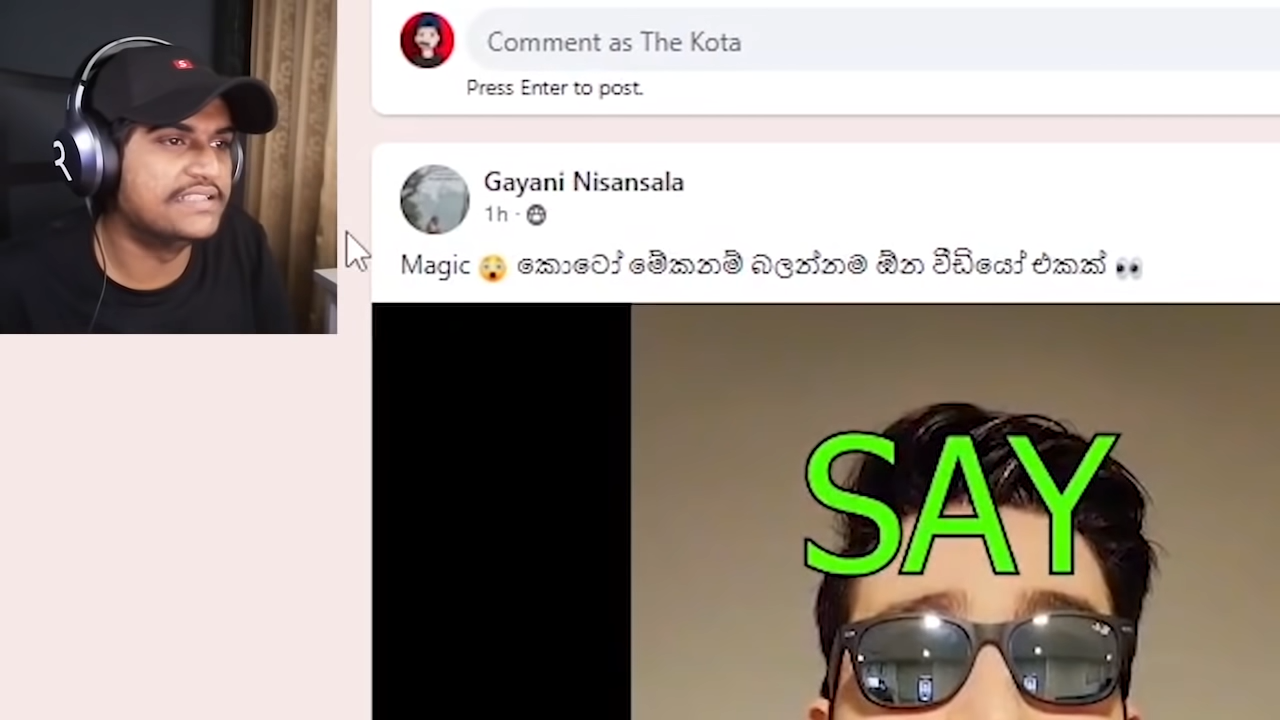 Comment as The Kota
Press Enter to post.
Gayani Nisansala
1h ·
Magic 😲 කොටෝ මේකනම් බලන්නම ඕන වීඩියෝ එකක් 👀
SAY